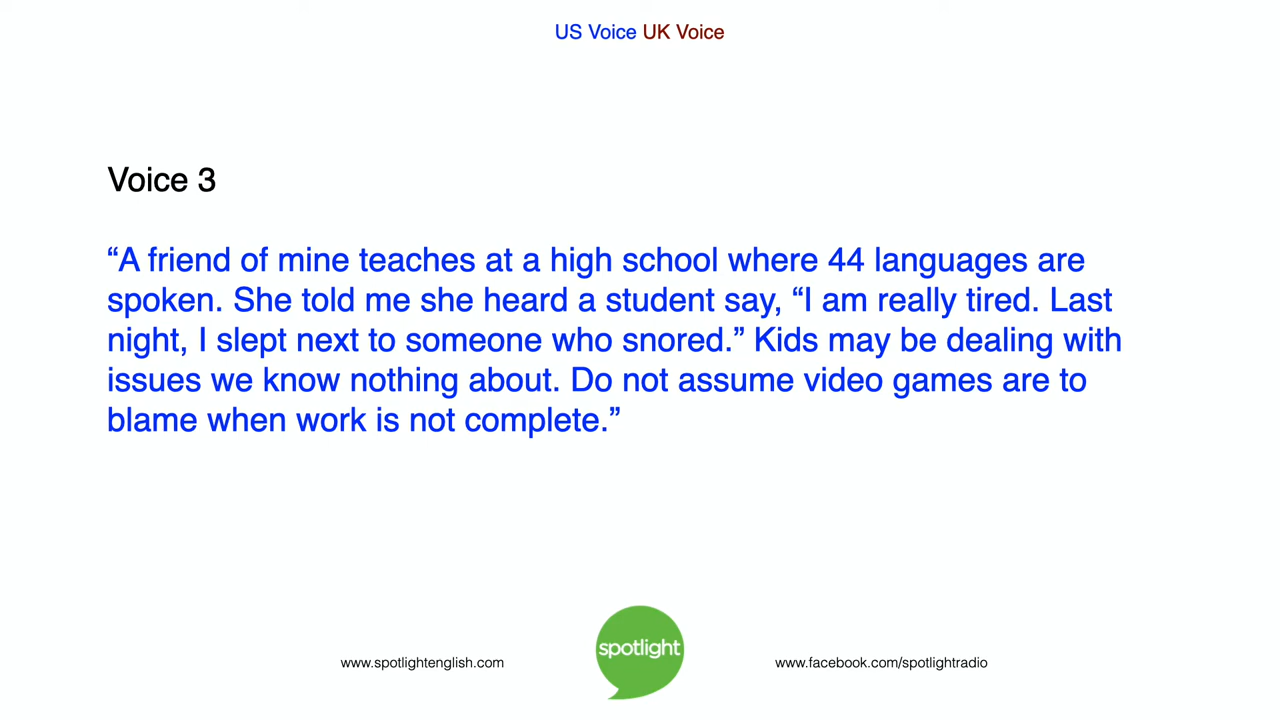 US Voice UK Voice
Voice 3
“A friend of mine teaches at a high school where 44 languages are
spoken. She told me she heard a student say, “I am really tired. Last
night, I slept next to someone who snored.” Kids may be dealing with
issues we know nothing about. Do not assume video games are to
blame when work is not complete.”
spotlight
www.spotlightenglish.com
www.facebook.com/spotlightradio